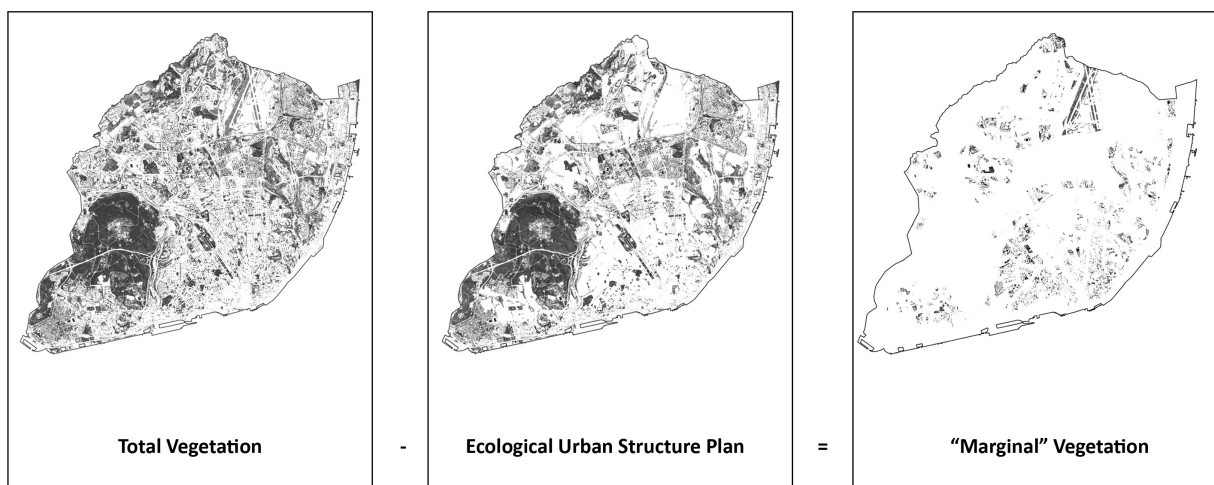 Total Vegetation - Ecological Urban Structure Plan = “Marginal” Vegetation